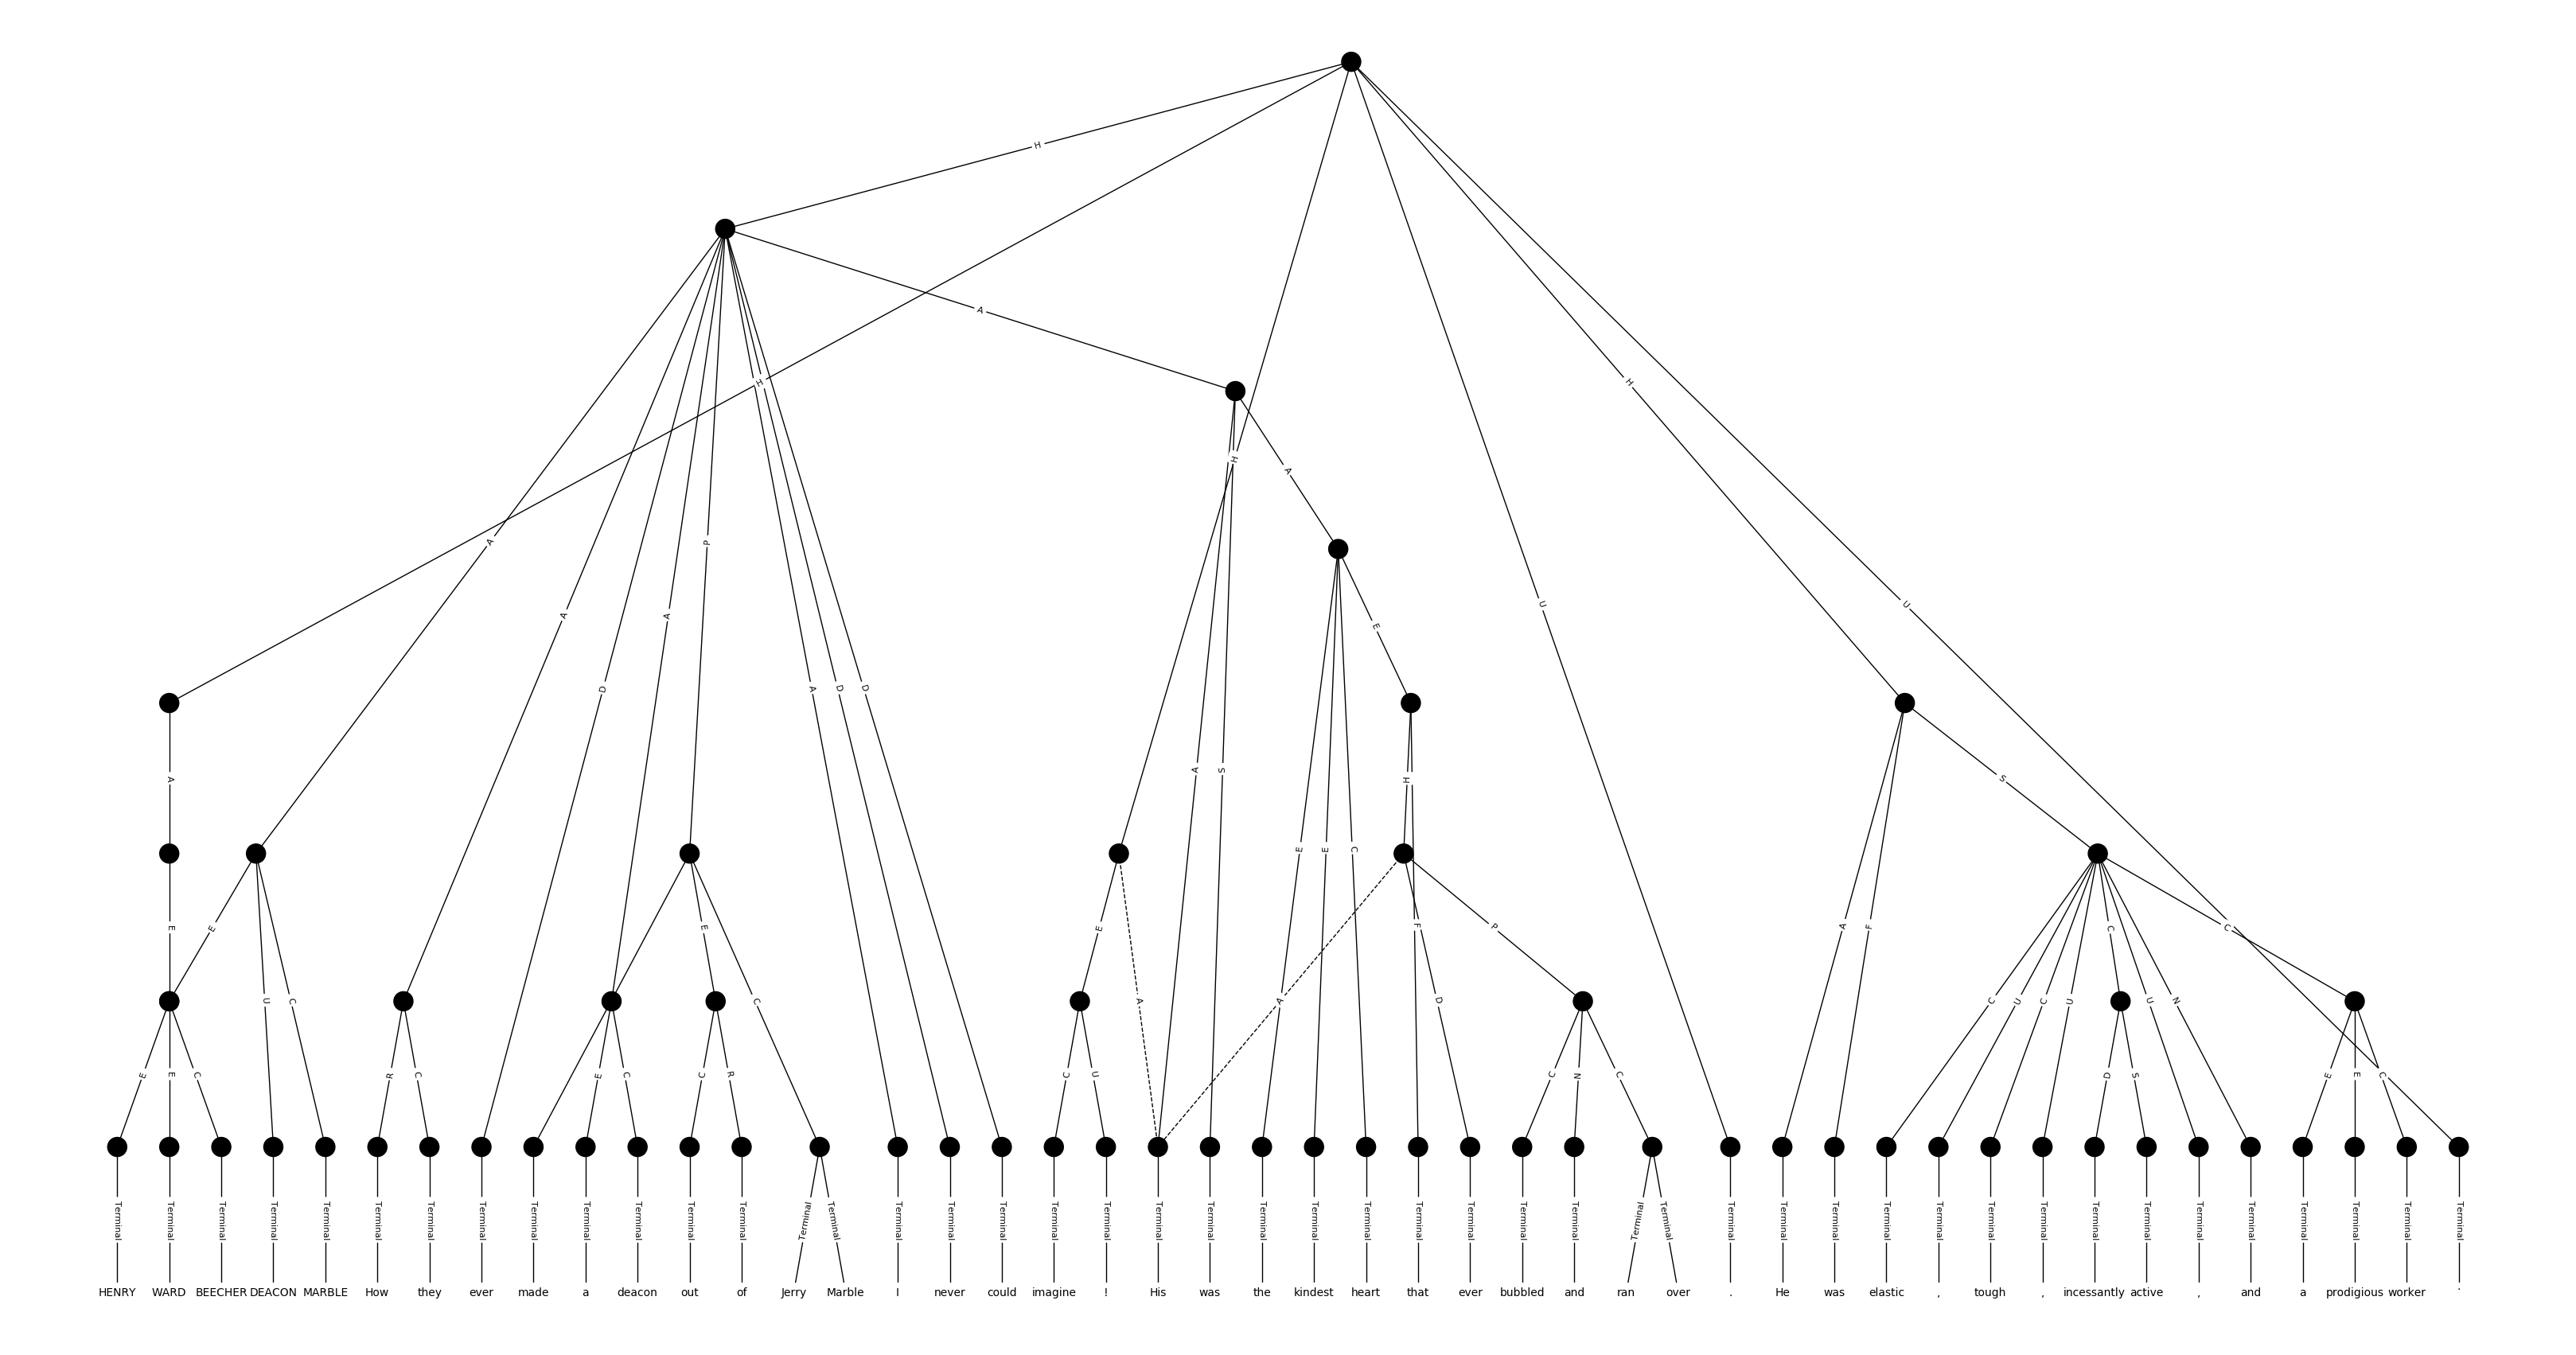 H
H
A
H
H
A
A
P
U
U
E
A
D
A
A
D
D
A
S
A
H
S
E
E
C
E
E
E
E
C
F
P
A
F
C
C
U
C
A
A
D
C
U
C
U
U
N
E
E
C
R
C
E
C
C
R
C
U
C
N
C
D
S
E
E
C
Terminal Terminal Terminal Terminal Terminal Terminal Terminal Terminal Terminal Terminal Terminal Terminal Terminal Terminal Terminal Terminal Terminal Terminal Terminal Terminal Terminal Terminal Terminal Terminal Terminal Terminal Terminal Terminal Terminal Terminal Terminal Terminal Terminal Terminal Terminal Terminal Terminal Terminal Terminal Terminal Terminal Terminal Terminal Terminal Terminal Terminal
HENRY WARD BEECHER DEACON MARBLE How they ever made a deacon out of Jerry Marble I never could imagine ! His was the kindest heart that ever bubbled and ran over . He was elastic , tough , incessantly active , and a prodigious worker .